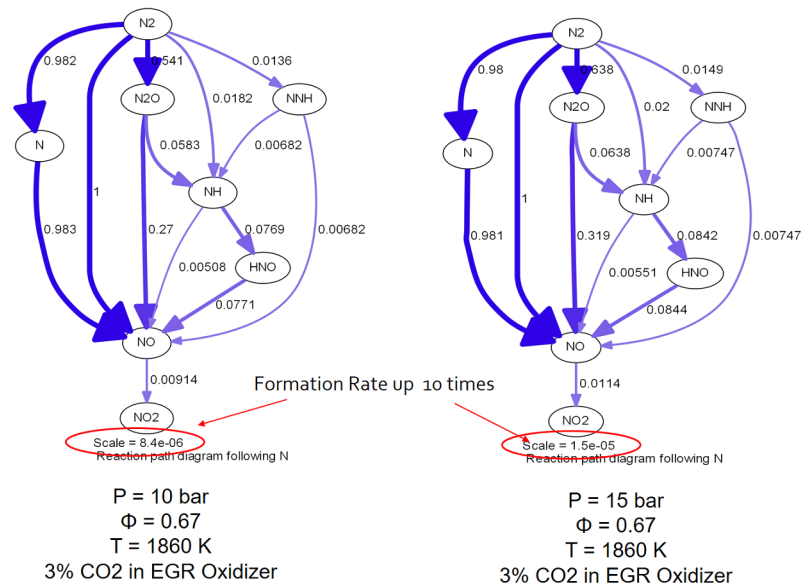 N2
0.982
0.541
0.0136
N2O
0.0182
NNH
N
0.0583
0.00682
NH
1
0.27
0.0769
0.00682
0.983
0.00508
HNO
0.0771
NO
0.00914
NO2
Scale = 8.4e-06
Reaction path diagram following N
P = 10 bar
Φ = 0.67
T = 1860 K
3% CO2 in EGR Oxidizer
Formation Rate up 10 times
N2
0.98
0.638
0.0149
N2O
0.02
NNH
N
0.0638
0.00747
NH
1
0.319
0.0842
0.00747
0.981
0.00551
HNO
0.0844
NO
0.0114
NO2
Scale = 1.5e-05
Reaction path diagram following N
P = 15 bar
Φ = 0.67
T = 1860 K
3% CO2 in EGR Oxidizer